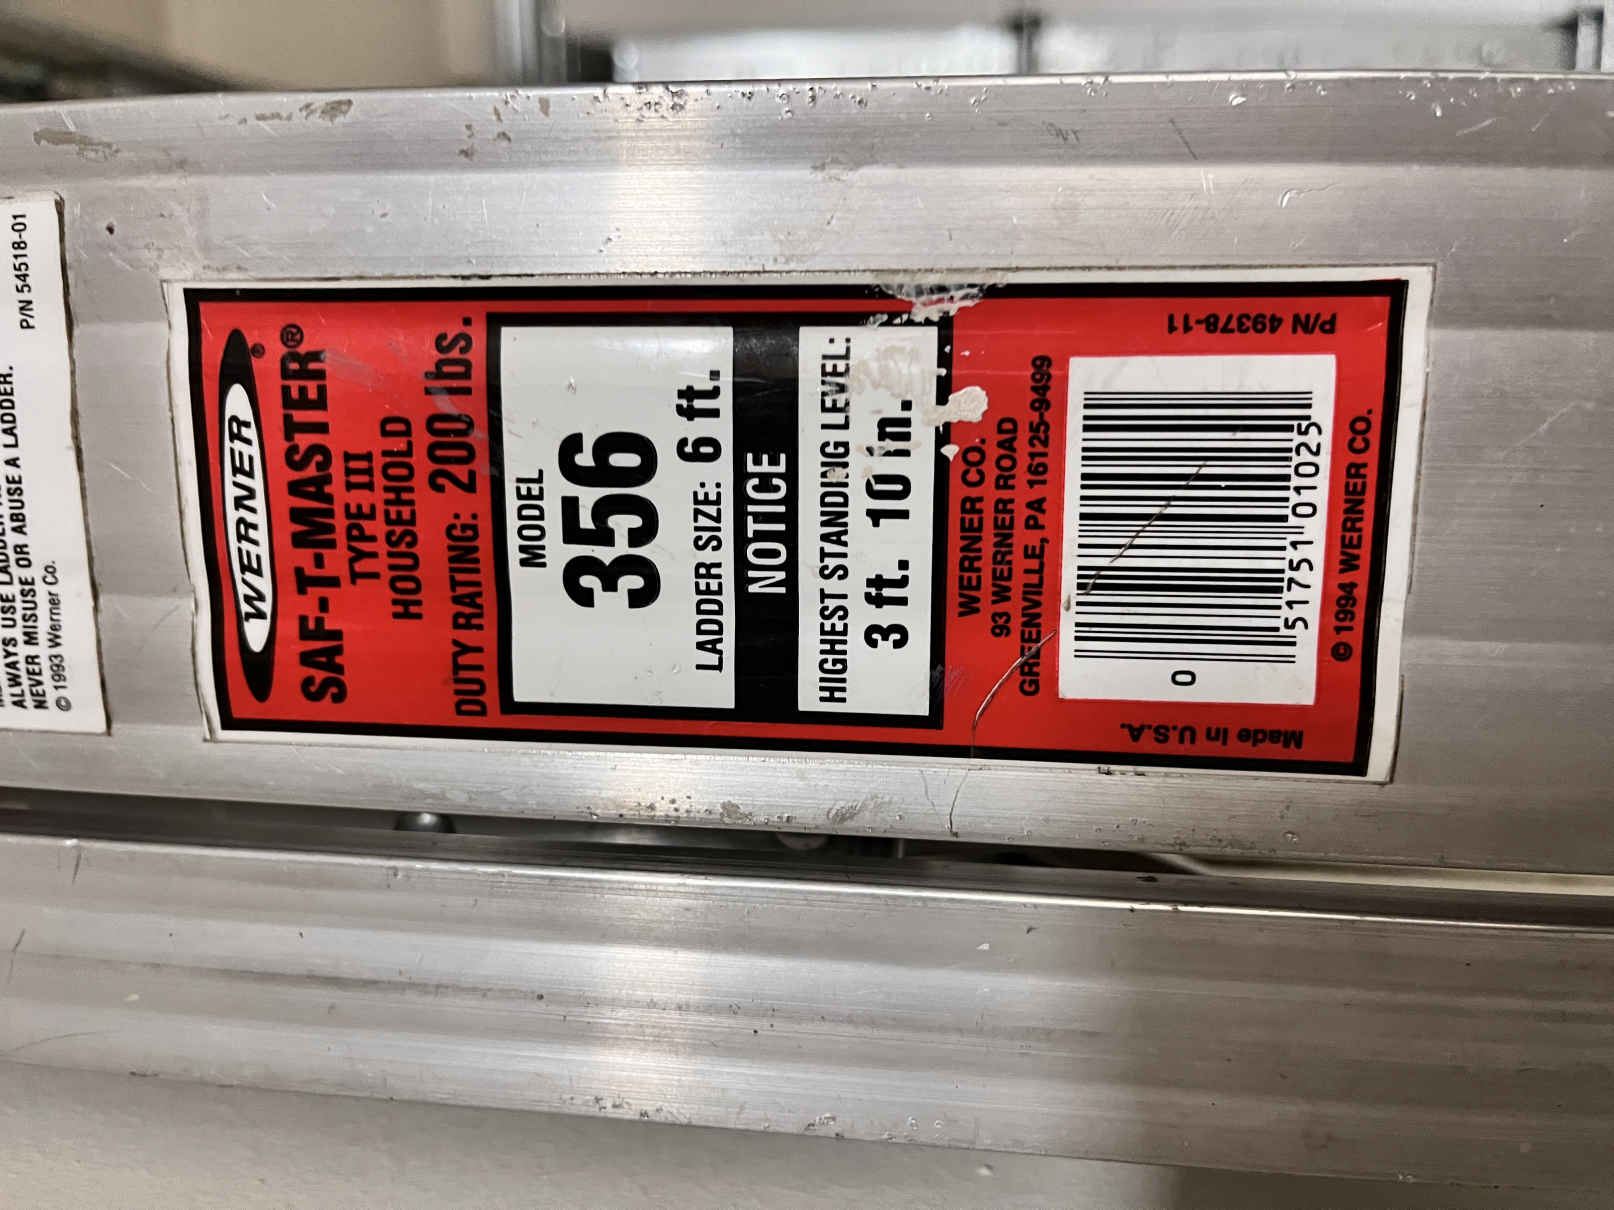 ALWAYS USE
NEVER MISUSE OR ABUSE A LADDER.
© 1993 Werner Co.
P/N 54518-01
WERNER®
SAF-T-MASTER®
TYPE III
HOUSEHOLD
DUTY RATING: 200 lbs.
MODEL
356
LADDER SIZE: 6 ft.
NOTICE
HIGHEST STANDING LEVEL:
3 ft. 10 in.
WERNER CO.
93 WERNER ROAD
GREENVILLE, PA 16125-9499
Made in U.S.A.
P/N 49378-11
0 51751 01025
© 1994 WERNER CO.